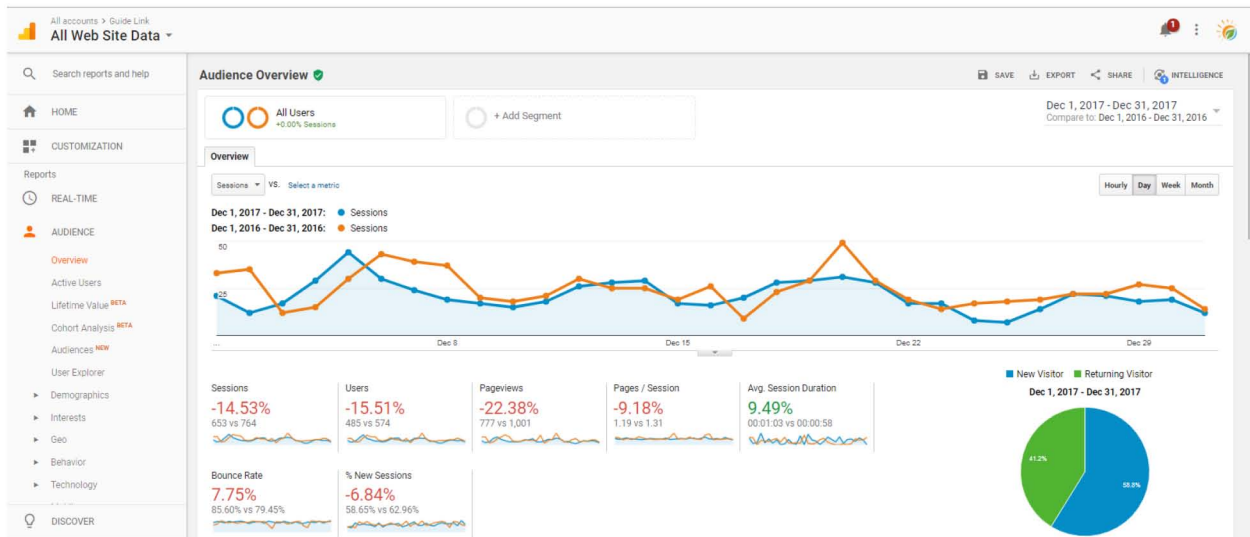 All accounts > Guide Link
All Web Site Data
1
Search reports and help
Audience Overview
SAVE
EXPORT
SHARE
INTELLIGENCE
1
HOME
CUSTOMIZATION
Reports
REAL-TIME
AUDIENCE
Overview
Active Users
Lifetime Value BETA
Cohort Analysis BETA
Audiences NEW
User Explorer
Demographics
Interests
Geo
Behavior
Technology
DISCOVER
All Users
+0.00% Sessions
+ Add Segment
Dec 1, 2017 - Dec 31, 2017
Compare to: Dec 1, 2016 - Dec 31, 2016
Overview
Sessions VS. Select a metric
Hourly Day Week Month
Dec 1, 2017 - Dec 31, 2017: Sessions
Dec 1, 2016 - Dec 31, 2016: Sessions
50
25
... Dec 8 Dec 15 Dec 22 Dec 29
Sessions
-14.53%
653 vs 764
Users
-15.51%
485 vs 574
Pageviews
-22.38%
777 vs 1,001
Pages / Session
-9.18%
1.19 vs 1.31
Avg. Session Duration
9.49%
00:01:03 vs 00:00:58
Bounce Rate
7.75%
85.60% vs 79.45%
% New Sessions
-6.84%
58.65% vs 62.96%
New Visitor Returning Visitor
Dec 1, 2017 - Dec 31, 2017
41.2%
58.8%